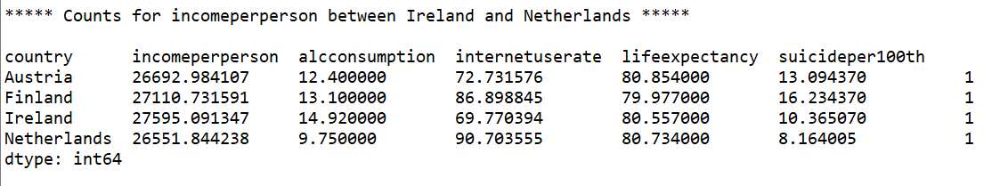 ***** Counts for incomeperperson between Ireland and Netherlands *****
country      incomeperperson  alcconsumption  internetuserate  lifeexpectancy  suicideper100th
Austria      26692.984107     12.400000       72.731576        80.854000       13.094370          1
Finland      27110.731591     13.100000       86.898845        79.977000       16.234370          1
Ireland      27595.091347     14.920000       69.770394        80.557000       10.365070          1
Netherlands  26551.844238     9.750000        90.703555        80.734000       8.164005           1
dtype: int64